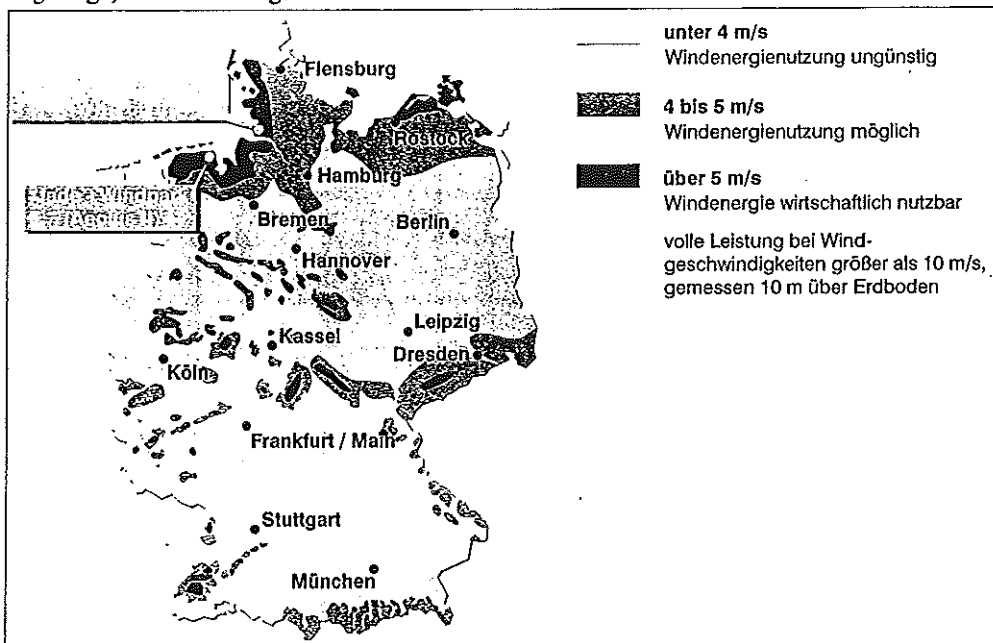 unter 4 m/s
Windenergienutzung ungünstig
4 bis 5 m/s
Windenergienutzung möglich
über 5 m/s
Windenergie wirtschaftlich nutzbar
volle Leistung bei Wind-
geschwindigkeiten größer als 10 m/s,
gemessen 10 m über Erdboden
Flensburg
Rostock
Hamburg
Bremen
Berlin
Hannover
Leipzig
Kassel
Dresden
Köln
Frankfurt / Main
Stuttgart
München